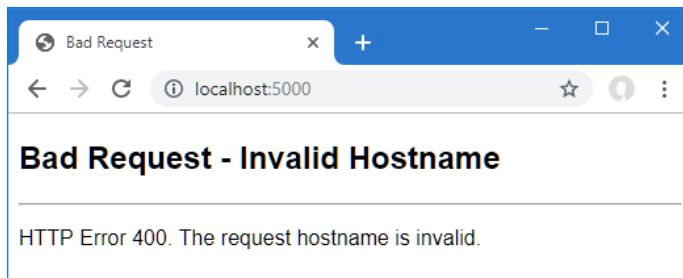 Bad Request
localhost:5000
Bad Request - Invalid Hostname
HTTP Error 400. The request hostname is invalid.